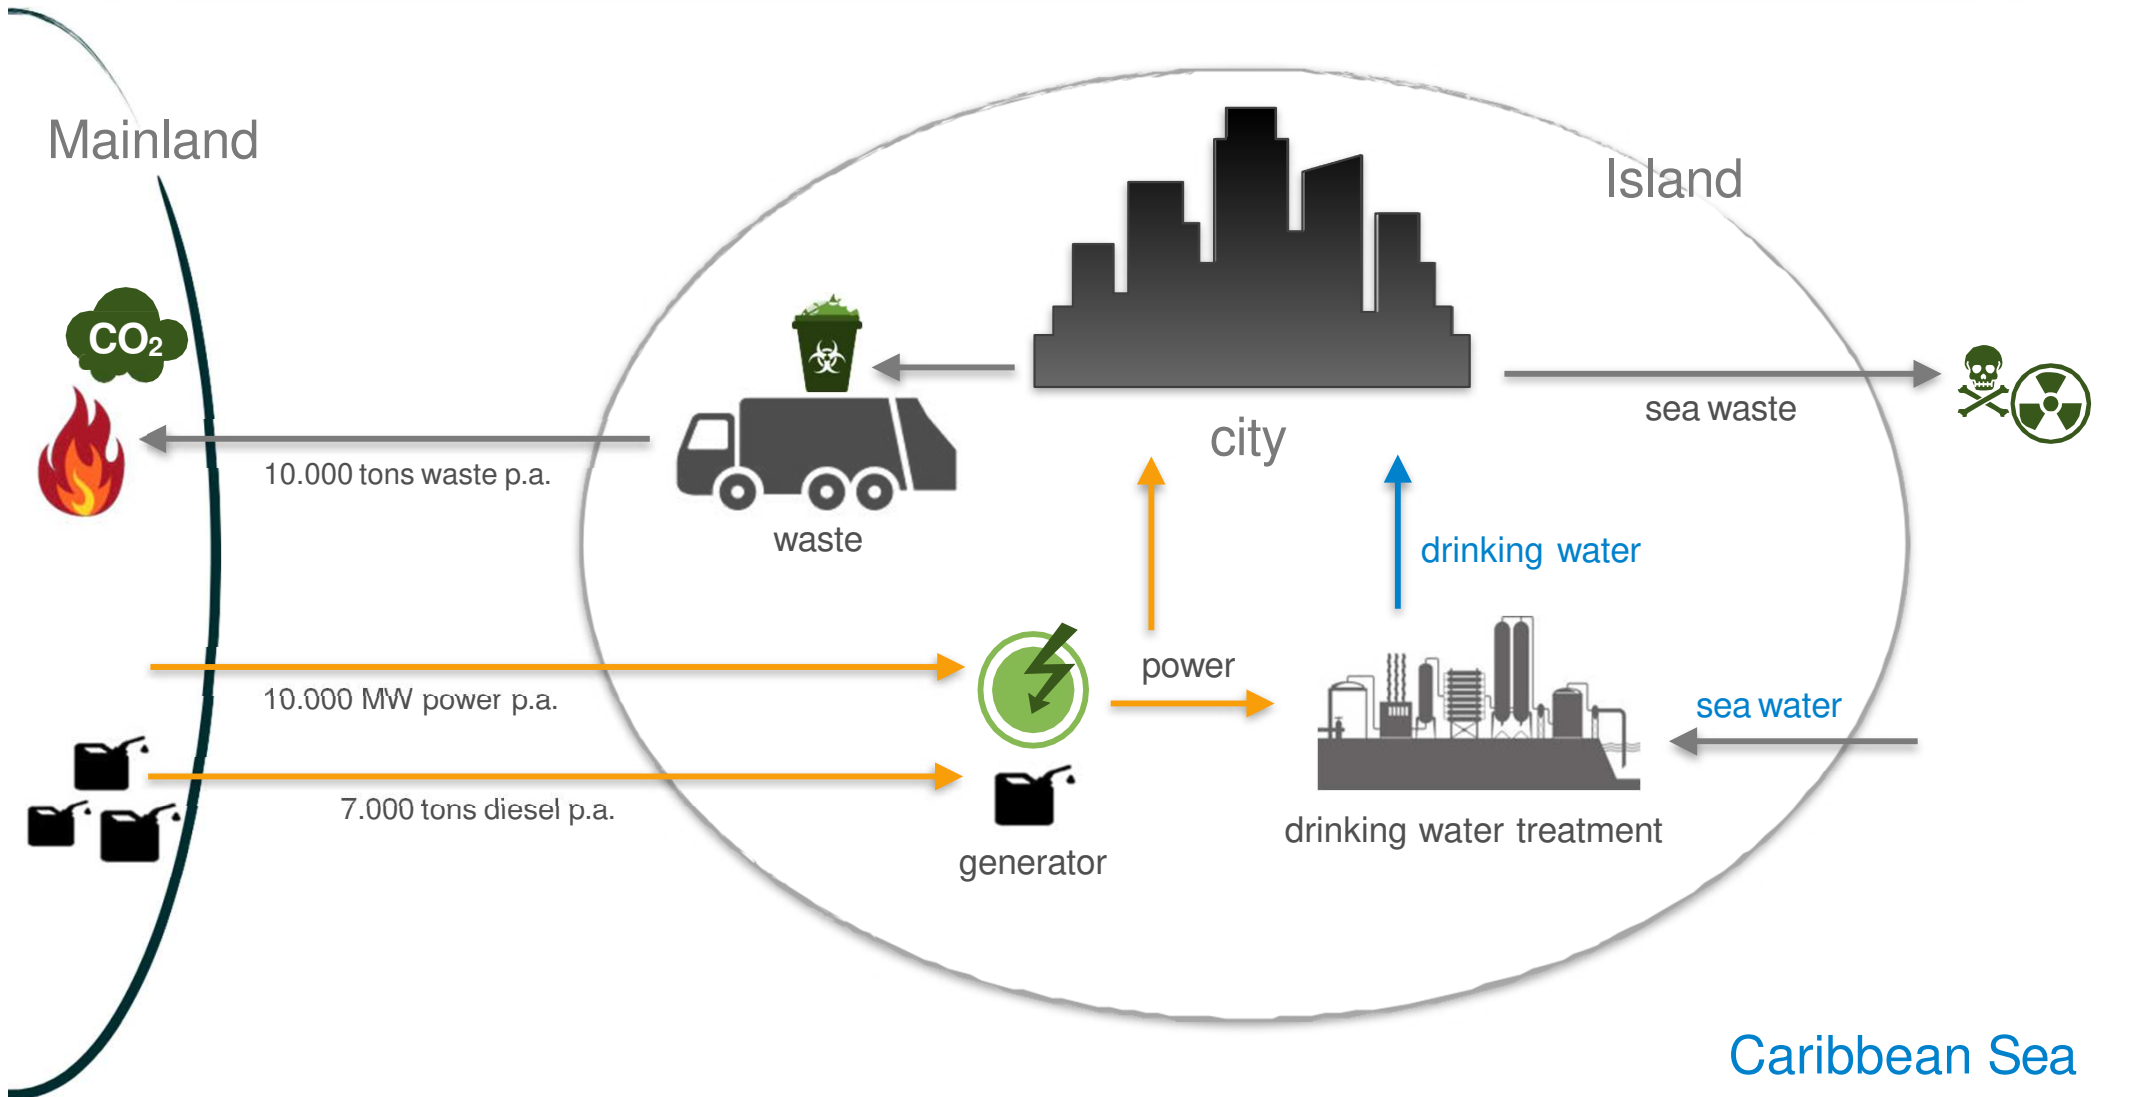 Mainland
Island
CO2
city
sea waste
10.000 tons waste p.a.
waste
drinking water
power
10.000 MW power p.a.
sea water
7.000 tons diesel p.a.
drinking water treatment
generator
Caribbean Sea